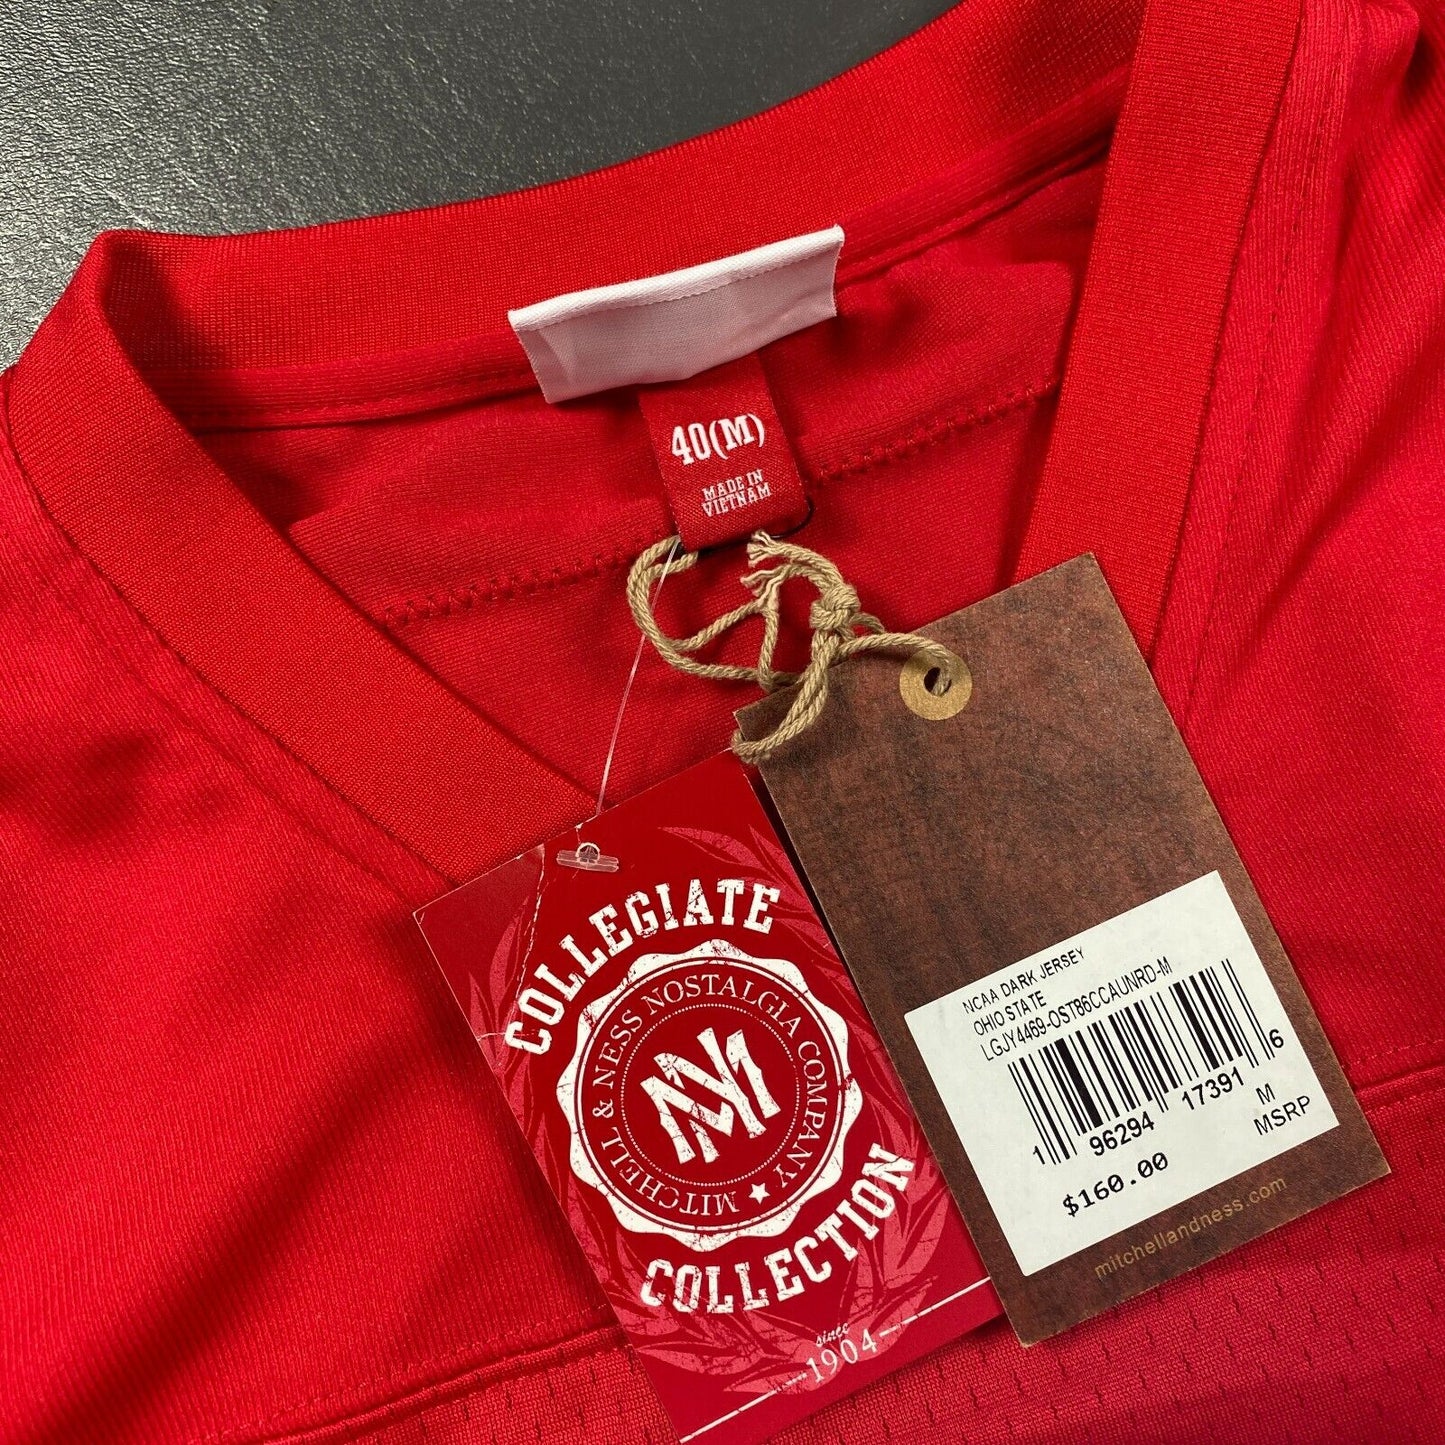 40(M)
MADE IN
VIETNAM
COLLEGIATE
MITCHELL & NESS NOSTALGIA COMPANY ★
MN
COLLECTION
since
1904
NCAA DARK JERSEY
OHIO STATE
LGJY4469-OST86CCAUNRD-M
1 96294 17391 6
M
$160.00 MSRP
mitchellandness.com